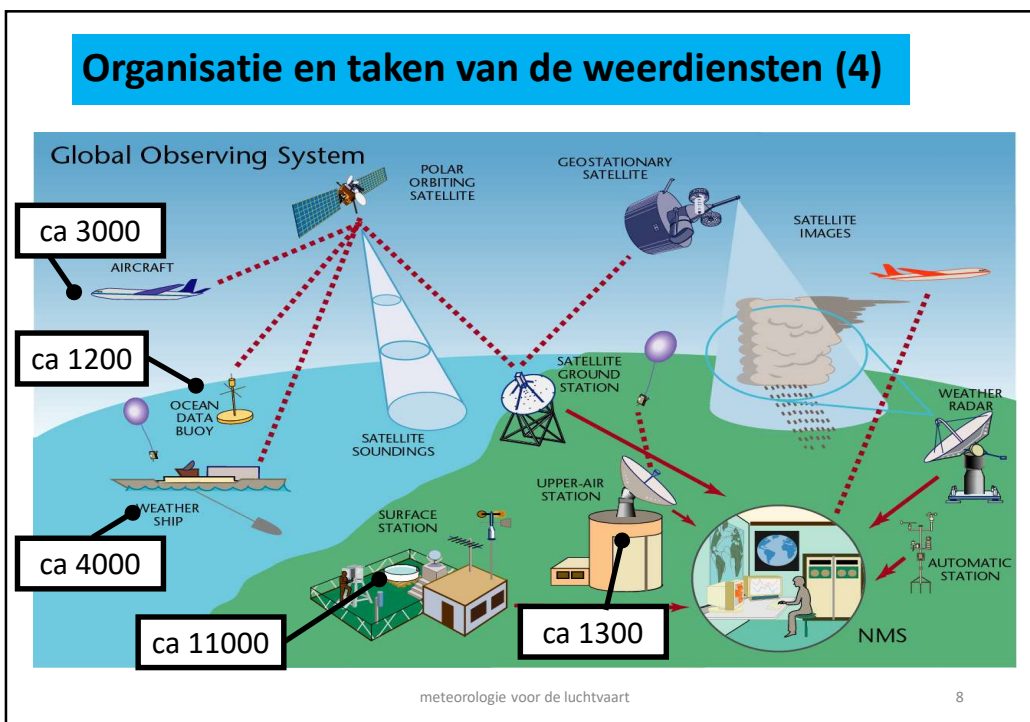 Organisatie en taken van de weerdiensten (4)
Global Observing System
POLAR
ORBITING
SATELLITE
GEOSTATIONARY
SATELLITE
SATELLITE
IMAGES
ca 3000
AIRCRAFT
ca 1200
OCEAN
DATA
BUOY
SATELLITE
SOUNDINGS
SATELLITE
GROUND
STATION
WEATHER
RADAR
WEATHER
SHIP
ca 4000
SURFACE
STATION
UPPER-AIR
STATION
AUTOMATIC
STATION
ca 11000
ca 1300
NMS
meteorologie voor de luchtvaart
8